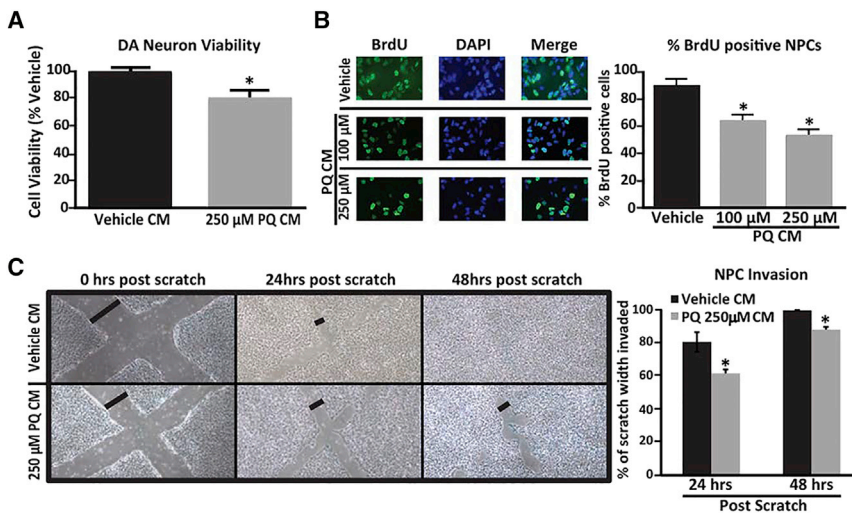 A
DA Neuron Viability
Cell Viability (% Vehicle)
100
80
60
40
20
0
*
Vehicle CM
250 µM PQ CM
B
BrdU
DAPI
Merge
Vehicle
PQ CM
100 µM
250 µM
% BrdU positive NPCs
% BrdU positive cells
100
80
60
40
20
0
*
*
Vehicle
100 µM
250 µM
PQ CM
C
0 hrs post scratch
24hrs post scratch
48hrs post scratch
Vehicle CM
250 µM PQ CM
NPC Invasion
Vehicle CM
PQ 250µM CM
% of scratch width invaded
100
80
60
40
20
0
*
*
24 hrs
48 hrs
Post Scratch